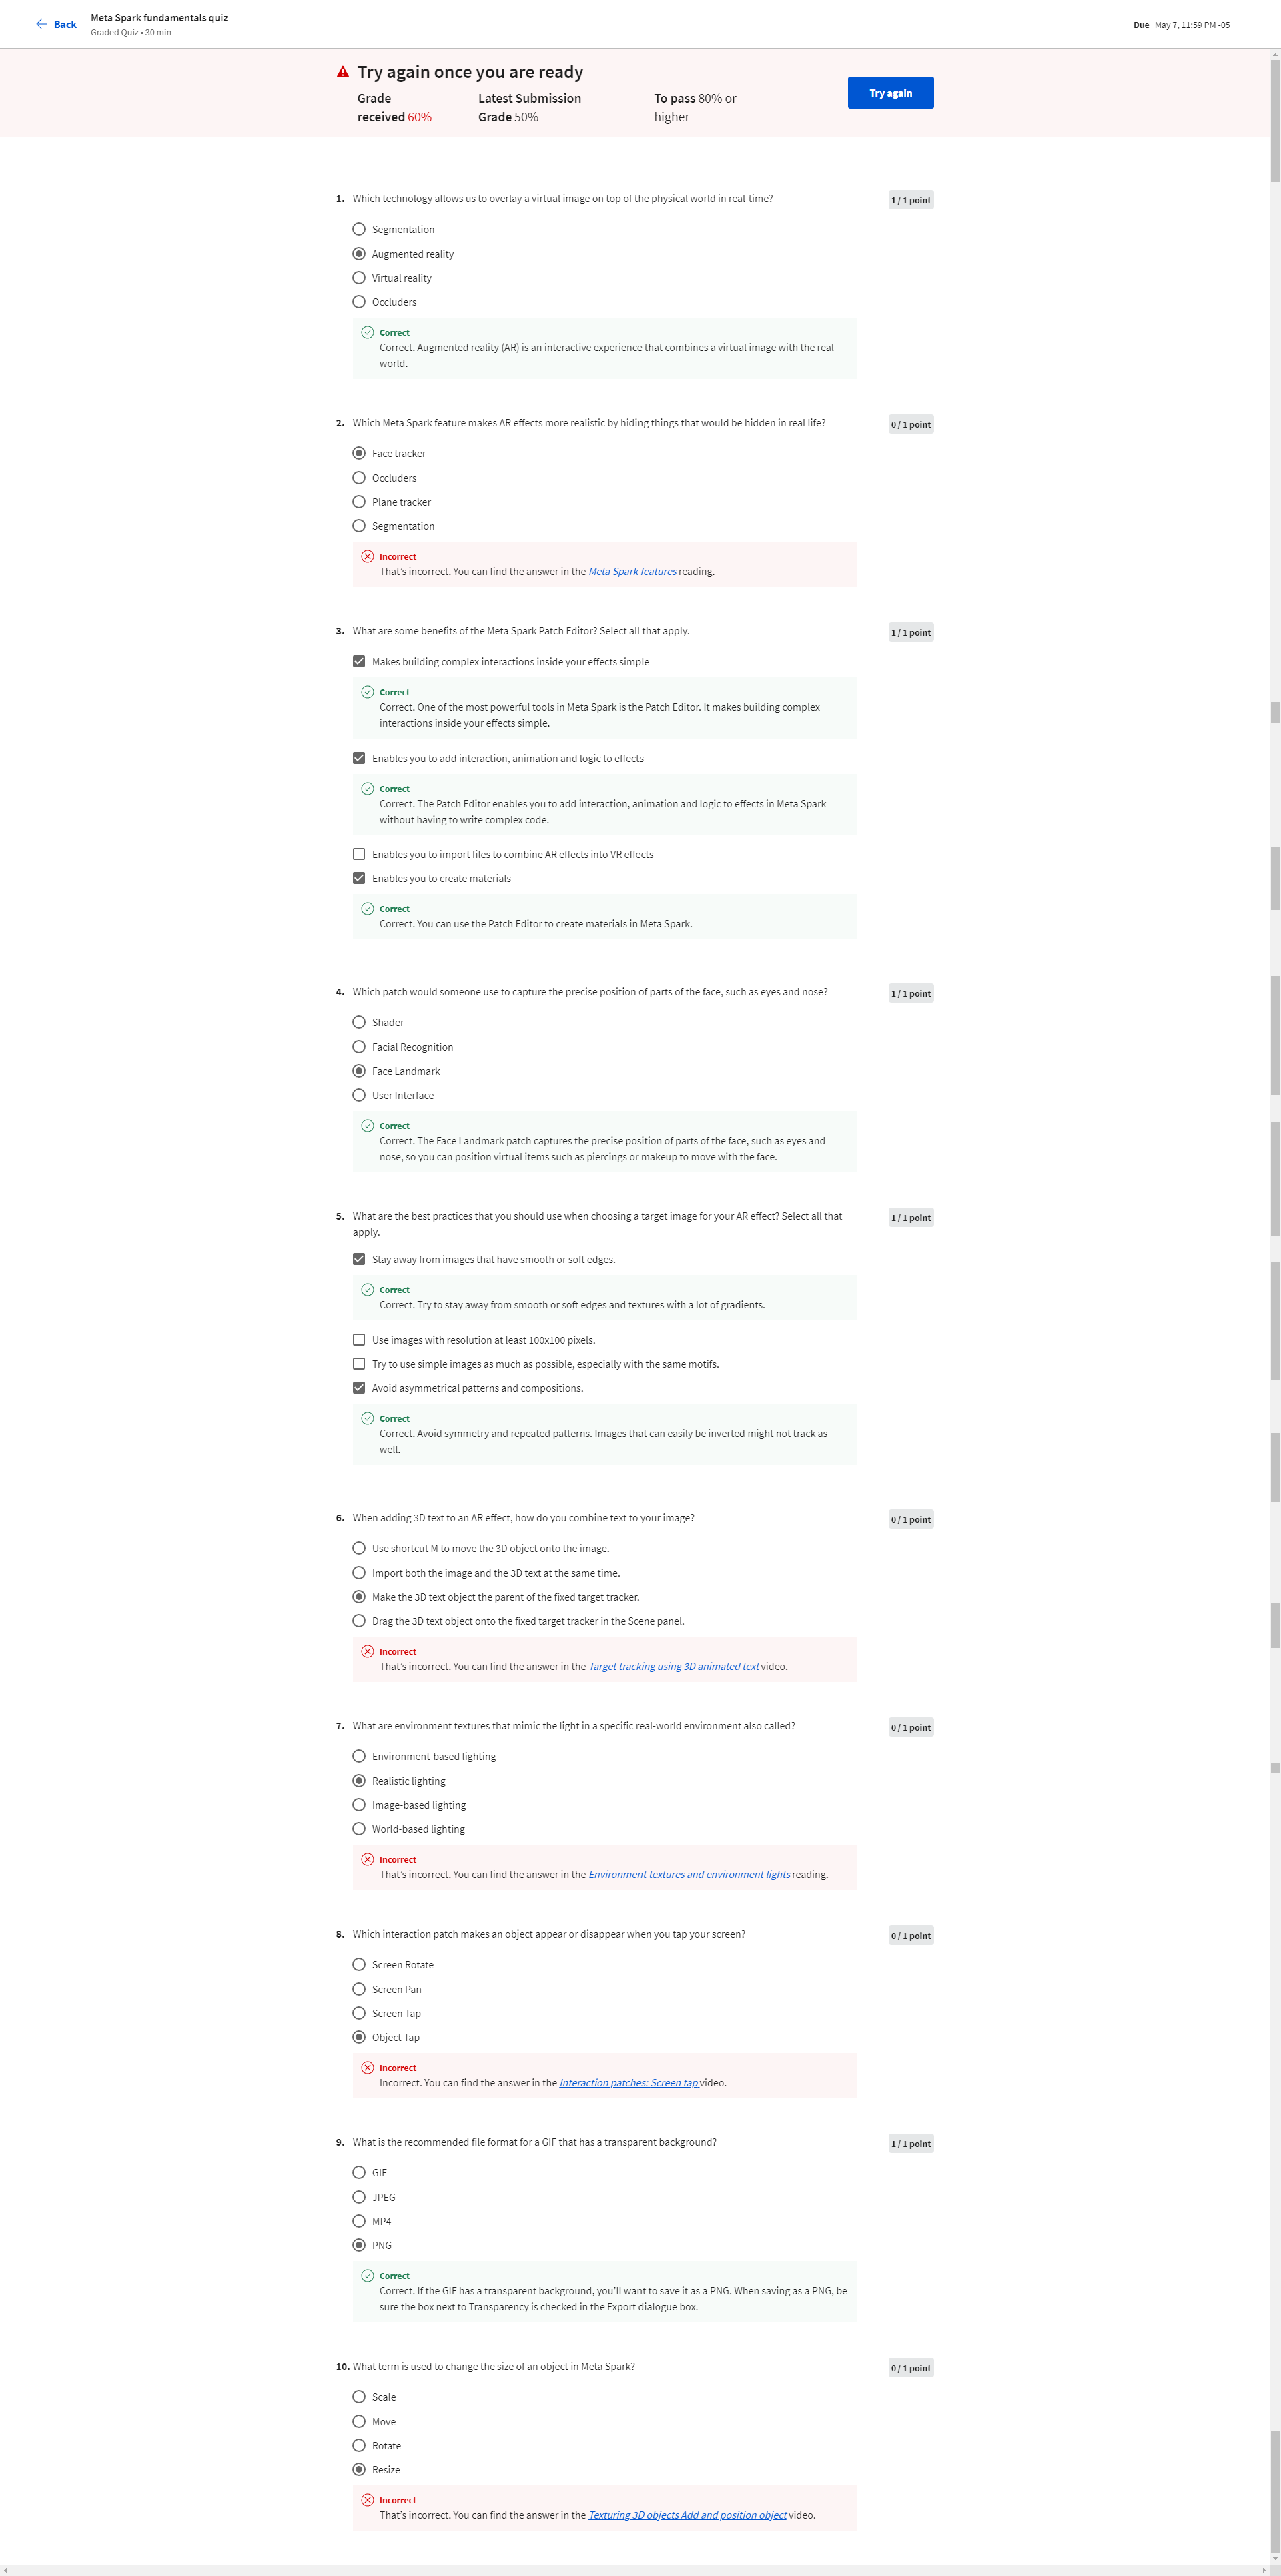 Back
Meta Spark fundamentals quiz
Graded Quiz • 30 min
Due May 7, 11:59 PM -05
Try again once you are ready
Grade
received 60%
Latest Submission
Grade 50%
To pass 80% or
higher
Try again
1. Which technology allows us to overlay a virtual image on top of the physical world in real-time?
1 / 1 point
Segmentation
Augmented reality
Virtual reality
Occluders
Correct
Correct. Augmented reality (AR) is an interactive experience that combines a virtual image with the real
world.
2. Which Meta Spark feature makes AR effects more realistic by hiding things that would be hidden in real life?
0 / 1 point
Face tracker
Occluders
Plane tracker
Segmentation
Incorrect
That’s incorrect. You can find the answer in the Meta Spark features reading.
3. What are some benefits of the Meta Spark Patch Editor? Select all that apply.
1 / 1 point
Makes building complex interactions inside your effects simple
Correct
Correct. One of the most powerful tools in Meta Spark is the Patch Editor. It makes building complex
interactions inside your effects simple.
Enables you to add interaction, animation and logic to effects
Correct
Correct. The Patch Editor enables you to add interaction, animation and logic to effects in Meta Spark
without having to write complex code.
Enables you to import files to combine AR effects into VR effects
Enables you to create materials
Correct
Correct. You can use the Patch Editor to create materials in Meta Spark.
4. Which patch would someone use to capture the precise position of parts of the face, such as eyes and nose?
1 / 1 point
Shader
Facial Recognition
Face Landmark
User Interface
Correct
Correct. The Face Landmark patch captures the precise position of parts of the face, such as eyes and
nose, so you can position virtual items such as piercings or makeup to move with the face.
5. What are the best practices that you should use when choosing a target image for your AR effect? Select all that
apply.
1 / 1 point
Stay away from images that have smooth or soft edges.
Correct
Correct. Try to stay away from smooth or soft edges and textures with a lot of gradients.
Use images with resolution at least 100x100 pixels.
Try to use simple images as much as possible, especially with the same motifs.
Avoid asymmetrical patterns and compositions.
Correct
Correct. Avoid symmetry and repeated patterns. Images that can easily be inverted might not track as
well.
6. When adding 3D text to an AR effect, how do you combine text to your image?
0 / 1 point
Use shortcut M to move the 3D object onto the image.
Import both the image and the 3D text at the same time.
Make the 3D text object the parent of the fixed target tracker.
Drag the 3D text object onto the fixed target tracker in the Scene panel.
Incorrect
That’s incorrect. You can find the answer in the Target tracking using 3D animated text video.
7. What are environment textures that mimic the light in a specific real-world environment also called?
0 / 1 point
Environment-based lighting
Realistic lighting
Image-based lighting
World-based lighting
Incorrect
That’s incorrect. You can find the answer in the Environment textures and environment lights reading.
8. Which interaction patch makes an object appear or disappear when you tap your screen?
0 / 1 point
Screen Rotate
Screen Pan
Screen Tap
Object Tap
Incorrect
Incorrect. You can find the answer in the Interaction patches: Screen tap video.
9. What is the recommended file format for a GIF that has a transparent background?
1 / 1 point
GIF
JPEG
MP4
PNG
Correct
Correct. If the GIF has a transparent background, you’ll want to save it as a PNG. When saving as a PNG, be
sure the box next to Transparency is checked in the Export dialogue box.
10. What term is used to change the size of an object in Meta Spark?
0 / 1 point
Scale
Move
Rotate
Resize
Incorrect
That’s incorrect. You can find the answer in the Texturing 3D objects Add and position object video.